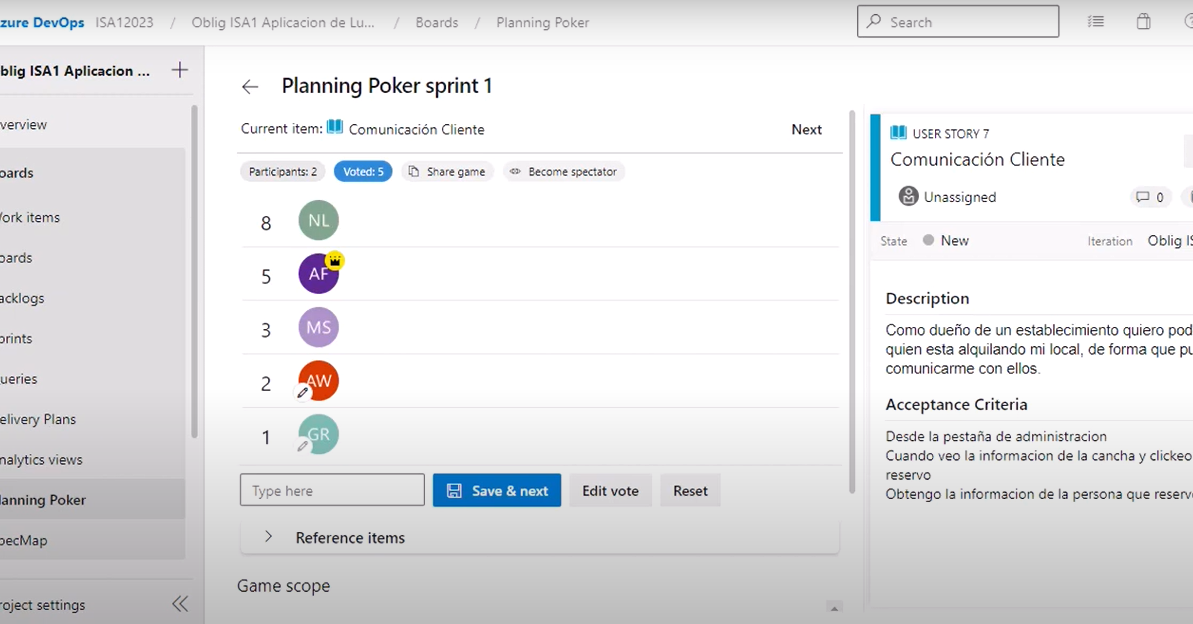 zure DevOps ISA12023 / Oblig ISA1 Aplicacion de Lu... / Boards / Planning Poker Search
blig ISA1 Aplicacion ...
verview
oards
ork items
oards
acklogs
prints
ueries
elivery Plans
nalytics views
lanning Poker
pecMap
roject settings
Planning Poker sprint 1
Current item: Comunicación Cliente Next
Participants: 2 Voted: 5 Share game Become spectator
8 NL
5 AF
3 MS
2 AW
1 GR
Type here Save & next Edit vote Reset
Reference items
Game scope
USER STORY 7
Comunicación Cliente
Unassigned 0
State New Iteration Oblig IS
Description
Como dueño de un establecimiento quiero pod
quien esta alquilando mi local, de forma que pu
comunicarme con ellos.
Acceptance Criteria
Desde la pestaña de administracion
Cuando veo la informacion de la cancha y clickeo
reservo
Obtengo la informacion de la persona que reserv